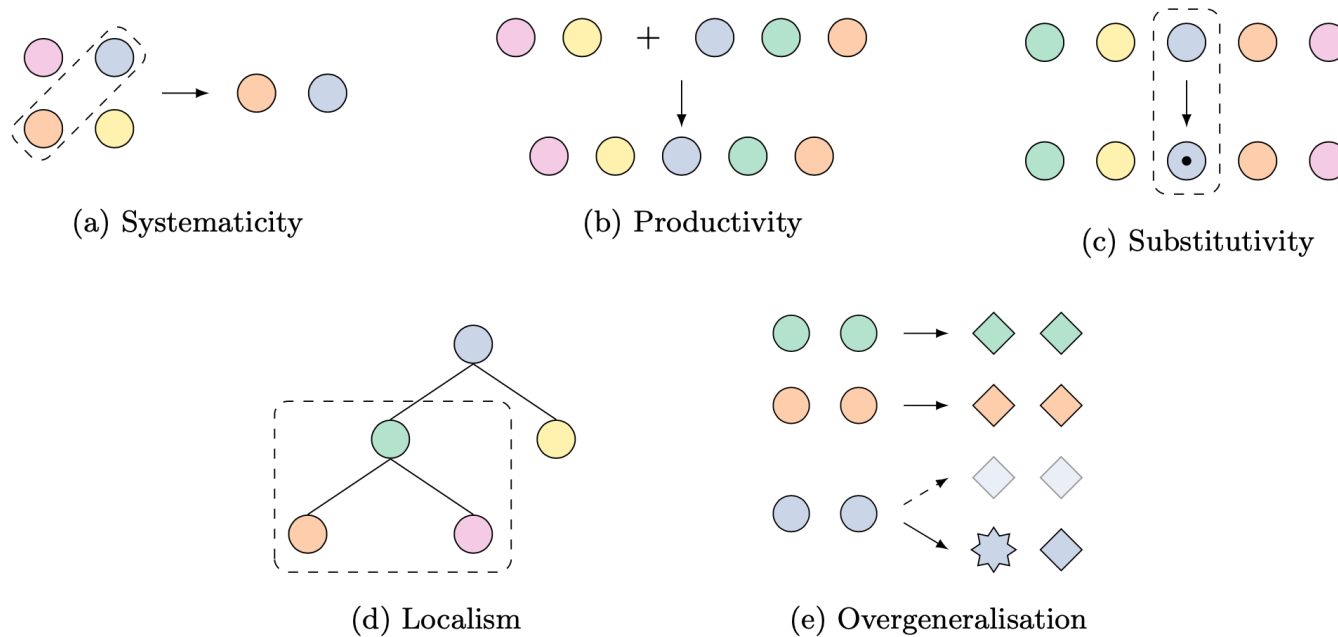 +
(a) Systematicity
(b) Productivity
(c) Substitutivity
(d) Localism
(e) Overgeneralisation